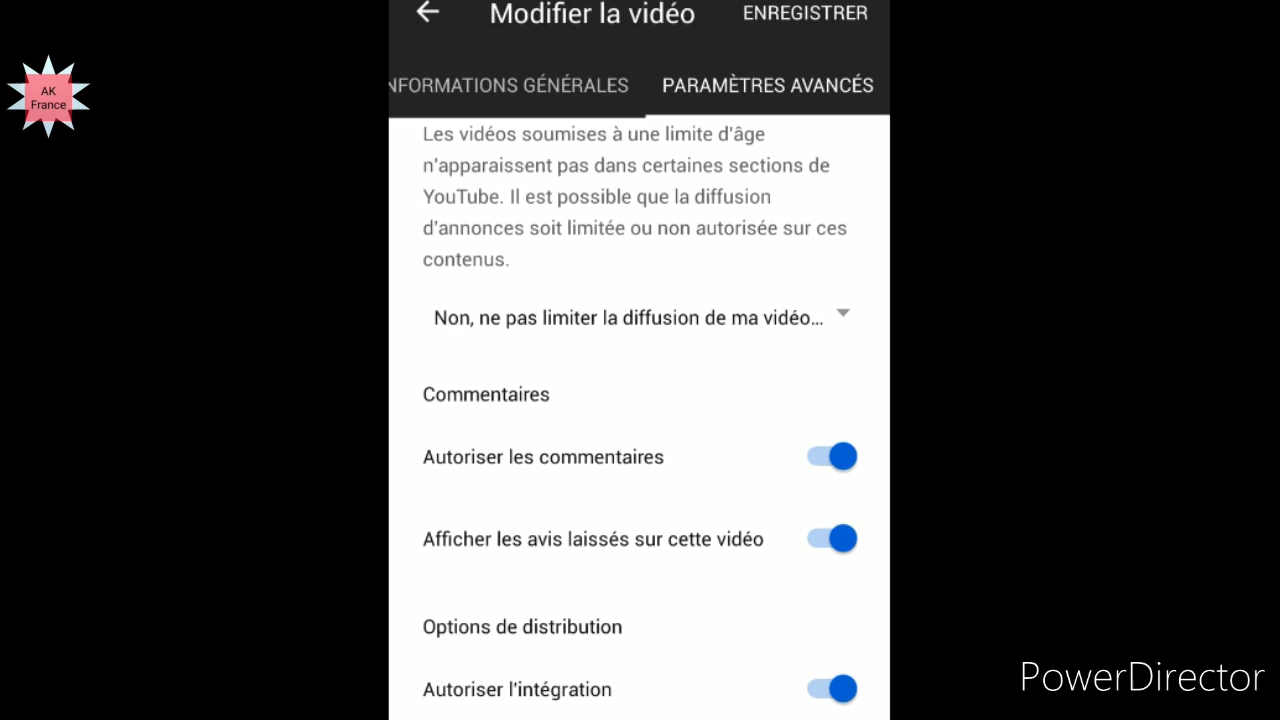 Modifier la vidéo
ENREGISTRER
NFORMATIONS GÉNÉRALES
PARAMÈTRES AVANCÉS
AK
France
Les vidéos soumises à une limite d'âge
n'apparaissent pas dans certaines sections de
YouTube. Il est possible que la diffusion
d'annonces soit limitée ou non autorisée sur ces
contenus.
Non, ne pas limiter la diffusion de ma vidéo...
Commentaires
Autoriser les commentaires
Afficher les avis laissés sur cette vidéo
Options de distribution
Autoriser l'intégration
PowerDirector